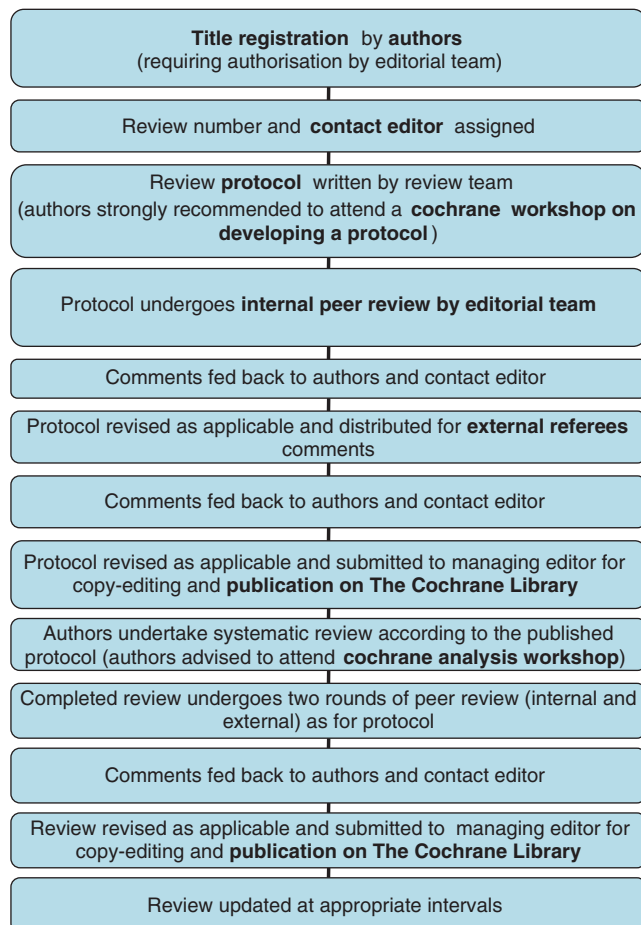 Title registration by authors
(requiring authorisation by editorial team)
Review number and contact editor assigned
Review protocol written by review team
(authors strongly recommended to attend a cochrane workshop on
developing a protocol)
Protocol undergoes internal peer review by editorial team
Comments fed back to authors and contact editor
Protocol revised as applicable and distributed for external referees
comments
Comments fed back to authors and contact editor
Protocol revised as applicable and submitted to managing editor for
copy-editing and publication on The Cochrane Library
Authors undertake systematic review according to the published
protocol (authors advised to attend cochrane analysis workshop)
Completed review undergoes two rounds of peer review (internal and
external) as for protocol
Comments fed back to authors and contact editor
Review revised as applicable and submitted to managing editor for
copy-editing and publication on The Cochrane Library
Review updated at appropriate intervals